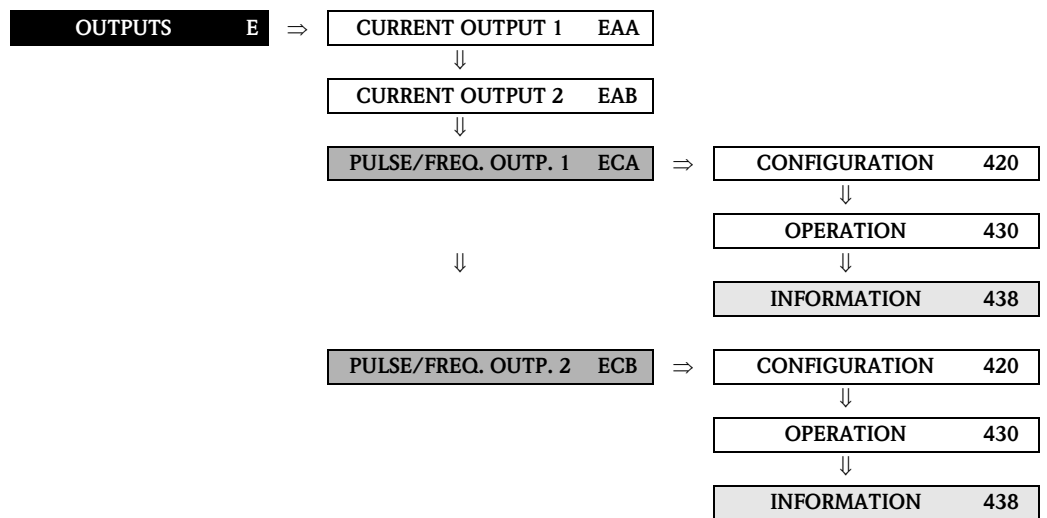 OUTPUTS E ⇒ CURRENT OUTPUT 1 EAA
⇓
CURRENT OUTPUT 2 EAB
⇓
PULSE/FREQ. OUTP. 1 ECA ⇒ CONFIGURATION 420
⇓
OPERATION 430
⇓ ⇓
INFORMATION 438
PULSE/FREQ. OUTP. 2 ECB ⇒ CONFIGURATION 420
⇓
OPERATION 430
⇓
INFORMATION 438